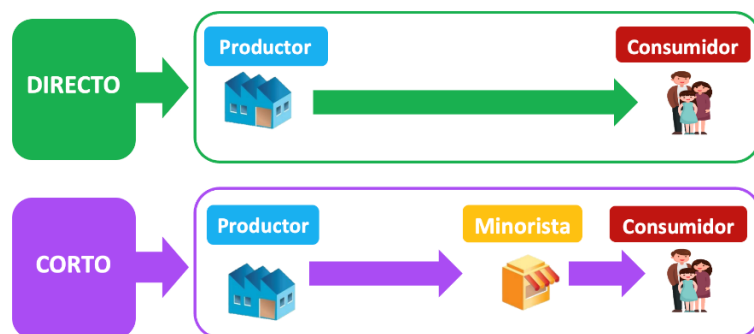 DIRECTO
Productor
Consumidor
CORTO
Productor
Minorista
Consumidor